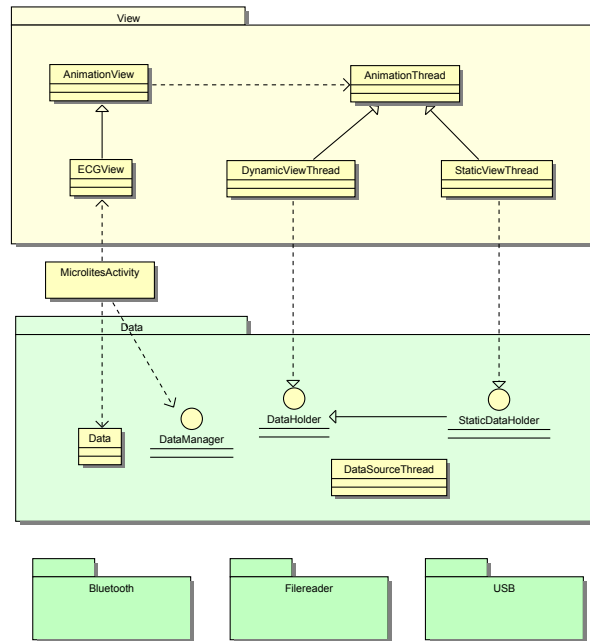 View
AnimationView
AnimationThread
ECGView
DynamicViewThread
StaticViewThread
MicrolitesActivity
Data
DataHolder
StaticDataHolder
Data
DataManager
DataSourceThread
Bluetooth
Filereader
USB